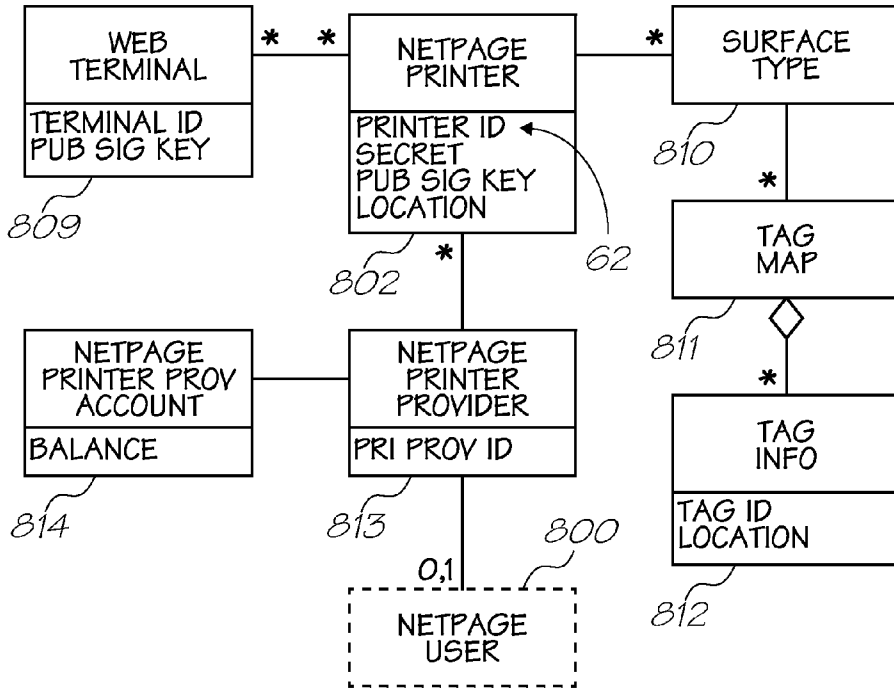 WEB
TERMINAL
TERMINAL ID
PUB SIG KEY
809
* *
NETPAGE
PRINTER
PRINTER ID
SECRET
PUB SIG KEY
LOCATION
802
62
*
SURFACE
TYPE
810
*
TAG
MAP
811
*
TAG
INFO
TAG ID
LOCATION
812
*
NETPAGE
PRINTER PROV
ACCOUNT
BALANCE
814
NETPAGE
PRINTER
PROVIDER
PRI PROV ID
813
0,1
800
NETPAGE
USER